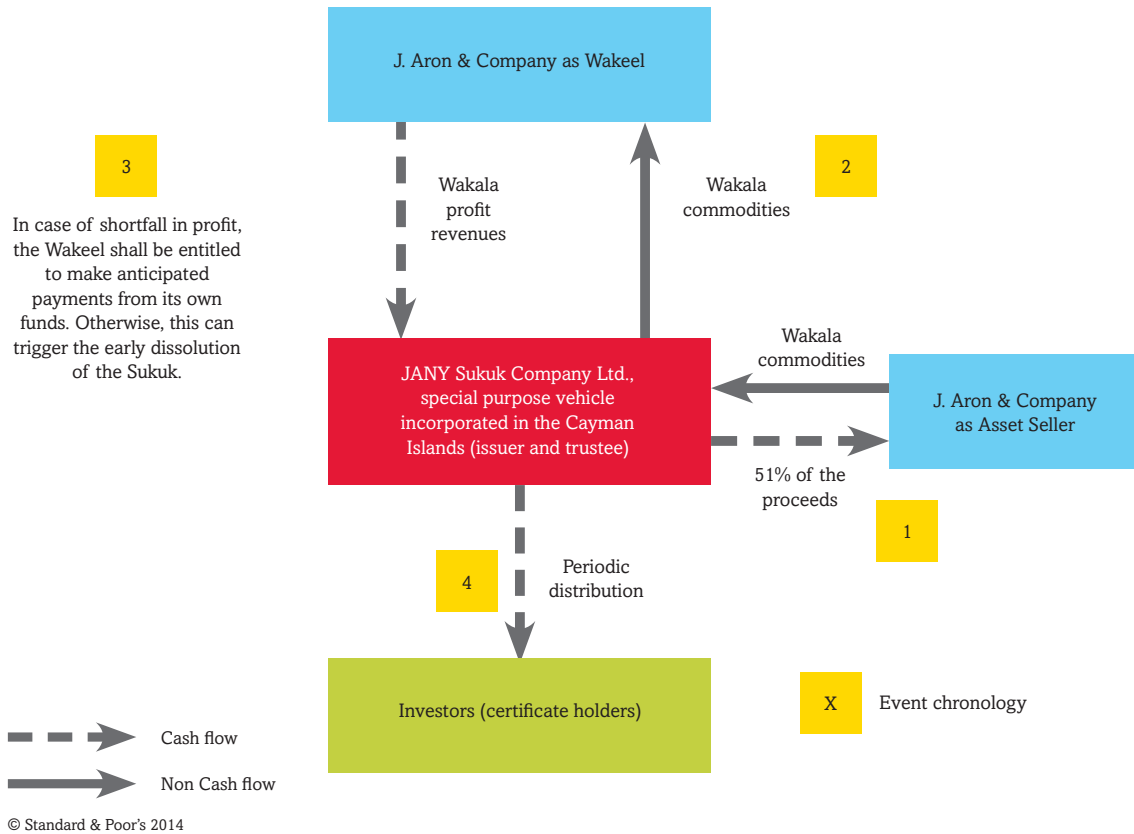 J. Aron & Company as Wakeel
3
In case of shortfall in profit,
the Wakeel shall be entitled
to make anticipated
payments from its own
funds. Otherwise, this can
trigger the early dissolution
of the Sukuk.
Wakala
profit
revenues
Wakala
commodities
2
JANY Sukuk Company Ltd.,
special purpose vehicle
incorporated in the Cayman
Islands (issuer and trustee)
Wakala
commodities
J. Aron & Company
as Asset Seller
51% of the
proceeds
1
4
Periodic
distribution
Investors (certificate holders)
X
Event chronology
Cash flow
Non Cash flow
© Standard & Poor's 2014